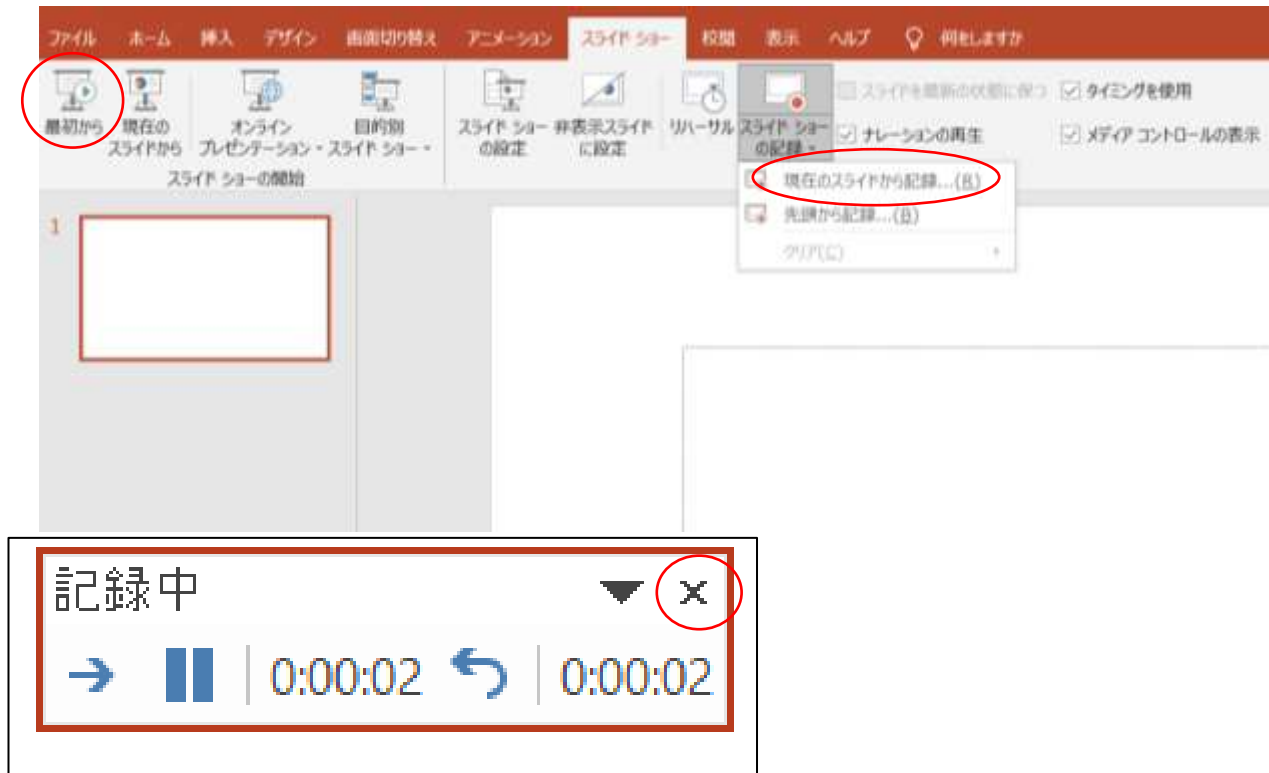 ファイル ホーム 挿入 デザイン 画面切り替え アニメーション スライド ショー 校閲 表示 ヘルプ 何をしますか
最初から 現在の オンライン 目的別 スライド ショー 非表示スライド リハーサル スライド ショー スライドを最新の状態に保つ タイミングを使用
スライドから プレゼンテーション スライド ショー の設定 に設定 の記録 ナレーションの再生 メディア コントロールの表示
スライド ショーの開始
現在のスライドから記録...(R)
先頭から記録...(B)
クリア(C)
1
記録中
0:00:02 0:00:02